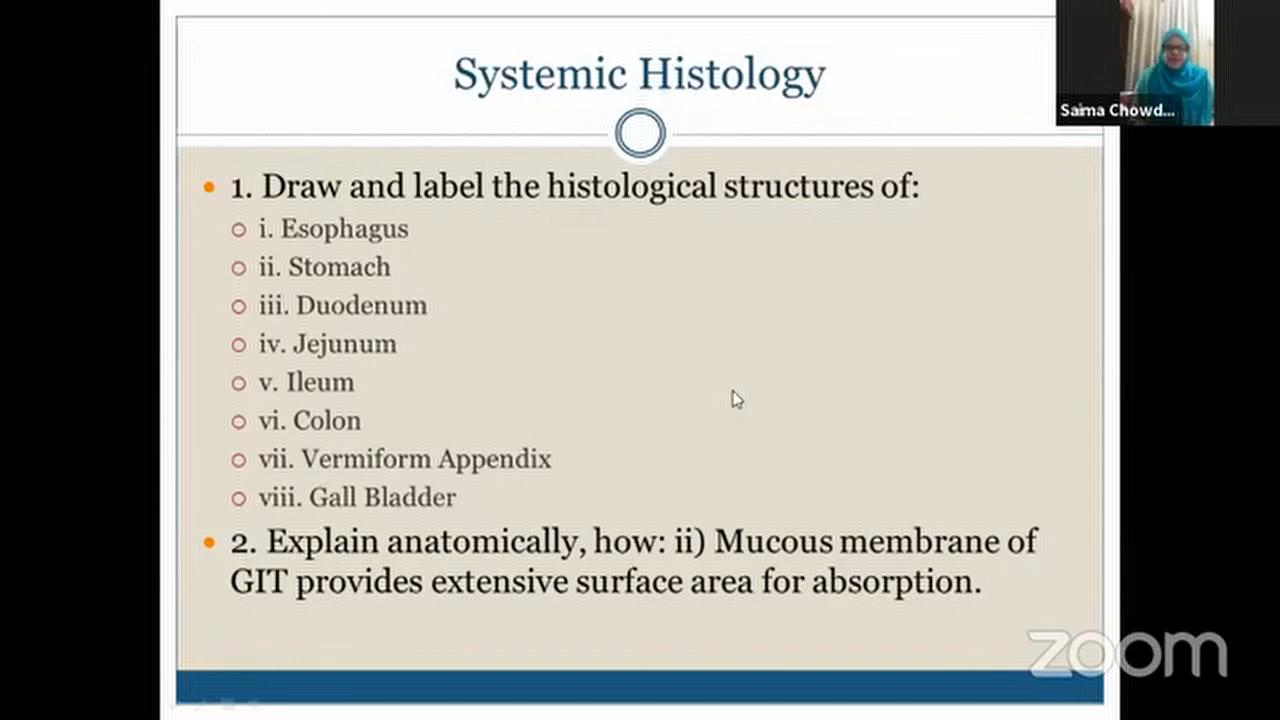 Systemic Histology
Saima Chowd...
1. Draw and label the histological structures of:
i. Esophagus
ii. Stomach
iii. Duodenum
iv. Jejunum
v. Ileum
vi. Colon
vii. Vermiform Appendix
viii. Gall Bladder
2. Explain anatomically, how: ii) Mucous membrane of
GIT provides extensive surface area for absorption.
zoom